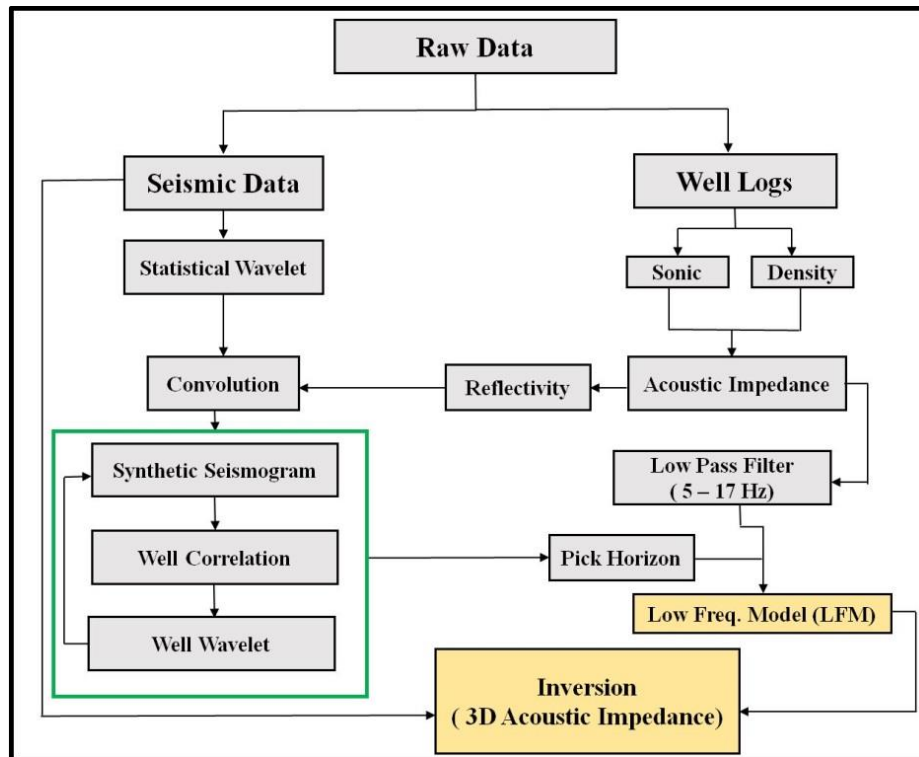 Raw Data
Seismic Data
Well Logs
Statistical Wavelet
Sonic
Density
Convolution
Reflectivity
Acoustic Impedance
Synthetic Seismogram
Low Pass Filter
( 5 – 17 Hz)
Well Correlation
Pick Horizon
Well Wavelet
Low Freq. Model (LFM)
Inversion
( 3D Acoustic Impedance)